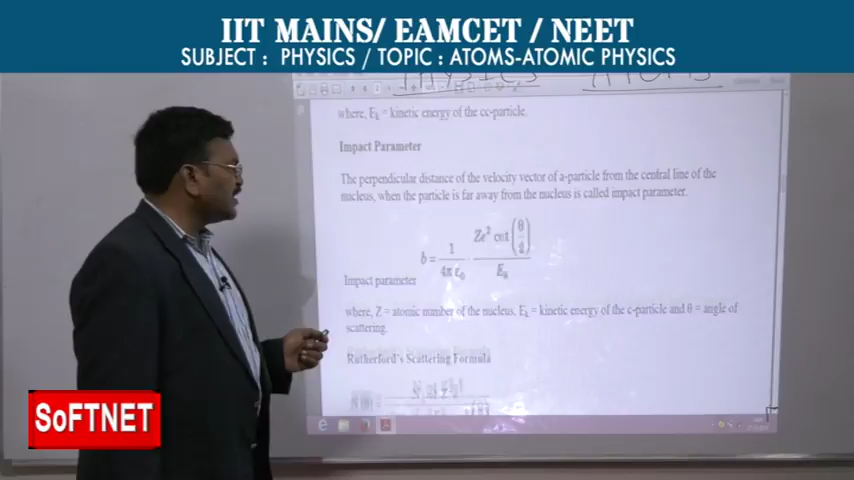 IIT MAINS/ EAMCET / NEET
SUBJECT : PHYSICS / TOPIC : ATOMS-ATOMIC PHYSICS
where, Ek = kinetic energy of the cc-particle.
Impact Parameter
The perpendicular distance of the velocity vector of a-particle from the central line of the
nucleus, when the particle is far away from the nucleus is called impact parameter.
Impact parameter b = 1 / 4π ε0 · Ze² cot (θ/2) / Ek
where, Z = atomic number of the nucleus, Ek = kinetic energy of the c-particle and θ = angle of
scattering.
Rutherford's Scattering Formula
SoFTNET